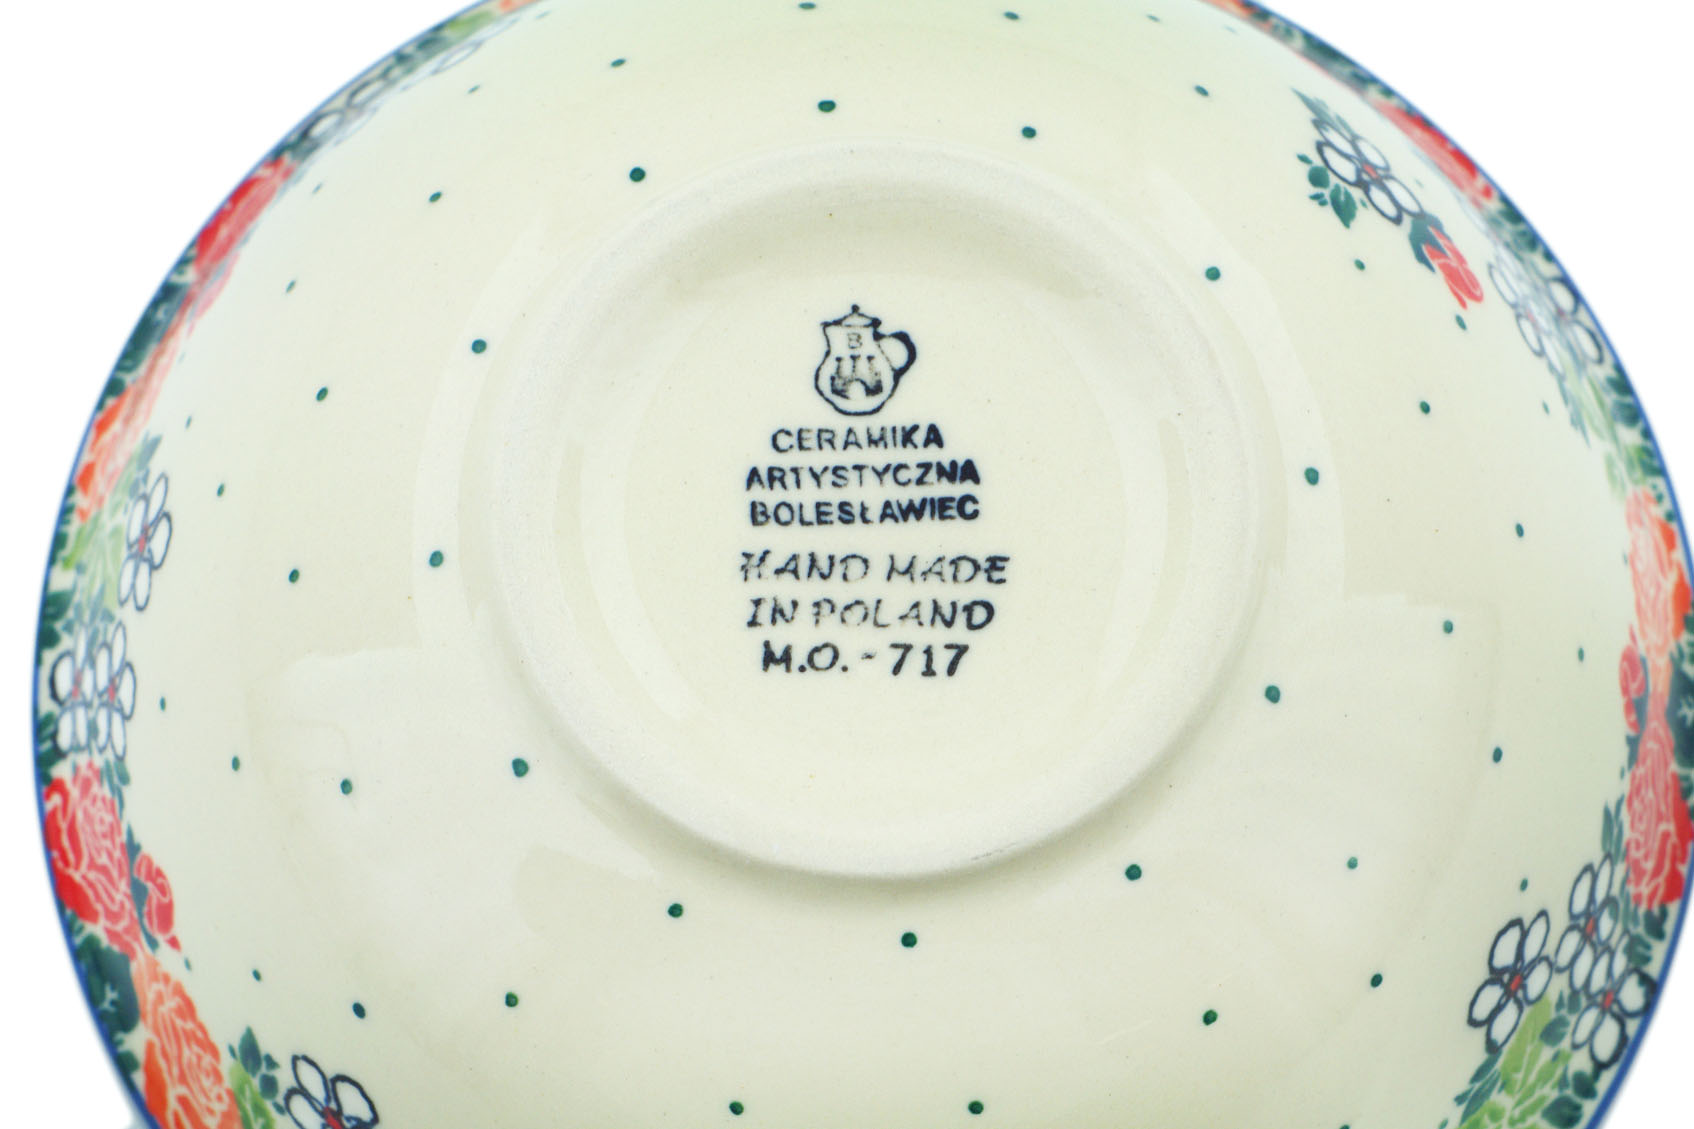 B
CERAMIKA
ARTYSTYCZNA
BOLESŁAWIEC
HAND MADE
IN POLAND
M.O. - 717